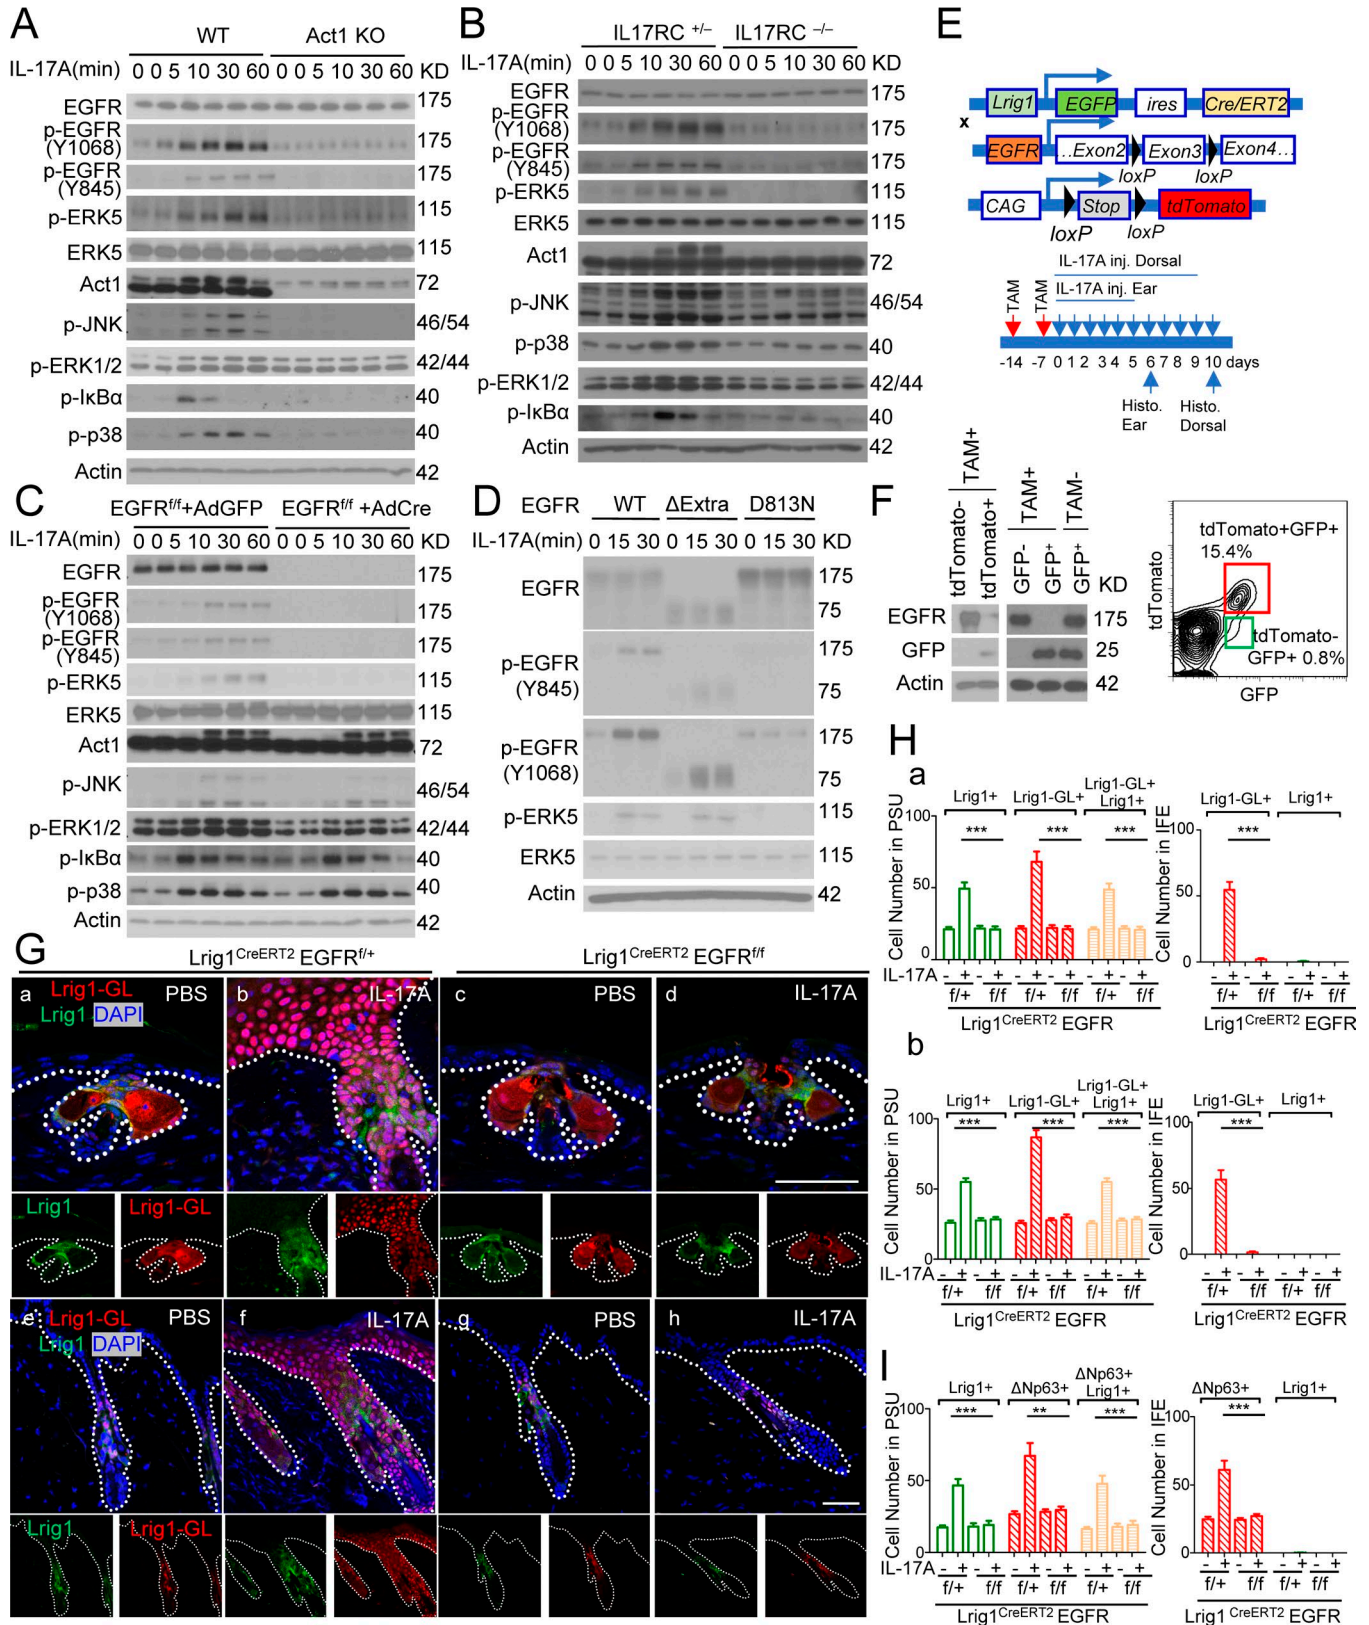 A
WT Act1 KO
IL-17A(min) 0 0 5 10 30 60 0 0 5 10 30 60 KD
EGFR 175
p-EGFR (Y1068) 175
p-EGFR (Y845)
p-ERK5 115
ERK5 115
Act1 72
p-JNK 46/54
p-ERK1/2 42/44
p-IκBα 40
p-p38 40
Actin 42
B
IL17RC +/– IL17RC –/–
IL-17A(min) 0 0 5 10 30 60 0 0 5 10 30 60 KD
EGFR 175
p-EGFR (Y1068) 175
p-EGFR (Y845) 175
p-ERK5 115
ERK5 115
Act1 72
p-JNK 46/54
p-p38 40
p-ERK1/2 42/44
p-IκBα 40
Actin 42
C
EGFRf/f+AdGFP EGFRf/f +AdCre
IL-17A(min) 0 0 5 10 30 60 0 0 5 10 30 60 KD
EGFR 175
p-EGFR (Y1068) 175
p-EGFR (Y845) 175
p-ERK5 115
ERK5 115
Act1 72
p-JNK 46/54
p-ERK1/2 42/44
p-IκBα 40
p-p38 40
Actin 42
D
EGFR WT ΔExtra D813N
IL-17A(min) 0 15 30 0 15 30 0 15 30 KD
EGFR 175
75
p-EGFR (Y845) 175
75
p-EGFR (Y1068) 175
75
p-ERK5 115
ERK5 115
Actin 42
E
Lrig1 EGFP ires Cre/ERT2
x
EGFR ..Exon2 Exon3 Exon4...
loxP loxP
CAG Stop tdTomato
loxP loxP
IL-17A inj. Dorsal
IL-17A inj. Ear
TAM TAM
-14 -7 0 1 2 3 4 5 6 7 8 9 10 days
Histo. Ear
Histo. Dorsal
F
TAM+ TAM+ TAM-
tdTomato- tdTomato+ GFP- GFP+ GFP+ KD
EGFR 175
GFP 25
Actin 42
tdTomato+GFP+
15.4%
tdTomato-
GFP+ 0.8%
tdTomato
GFP
G
Lrig1CreERT2 EGFRf/+ Lrig1CreERT2 EGFRf/f
a Lrig1-GL PBS
Lrig1 DAPI
b IL-17A
c PBS
d IL-17A
Lrig1 Lrig1-GL
e Lrig1-GL PBS
Lrig1 DAPI
f IL-17A
g PBS
h IL-17A
Lrig1 Lrig1-GL
H
a
Lrig1+ Lrig1-GL+ Lrig1-GL+ Lrig1+
*** *** ***
Cell Number in PSU
100
50
0
IL-17A - + - + - + - + - + - +
f/+ f/f f/+ f/f f/+ f/f
Lrig1CreERT2 EGFR
Lrig1-GL+ Lrig1+
***
Cell Number in IFE
100
50
0
- + - + - + - +
f/+ f/f f/+ f/f
Lrig1CreERT2 EGFR
b
Lrig1+ Lrig1-GL+ Lrig1-GL+ Lrig1+
*** *** ***
Cell Number in PSU
100
50
0
IL-17A - + - + - + - + - + - +
f/+ f/f f/+ f/f f/+ f/f
Lrig1CreERT2 EGFR
Lrig1-GL+ Lrig1+
***
Cell Number in IFE
100
50
0
- + - + - + - +
f/+ f/f f/+ f/f
Lrig1CreERT2 EGFR
I
Lrig1+ ΔNp63+ ΔNp63+ Lrig1+
*** ** ***
Cell Number in PSU
100
50
0
IL-17A - + - + - + - + - + - +
f/+ f/f f/+ f/f f/+ f/f
Lrig1CreERT2 EGFR
ΔNp63+ Lrig1+
***
Cell Number in IFE
100
50
0
- + - + - + - +
f/+ f/f f/+ f/f
Lrig1 CreERT2 EGFR